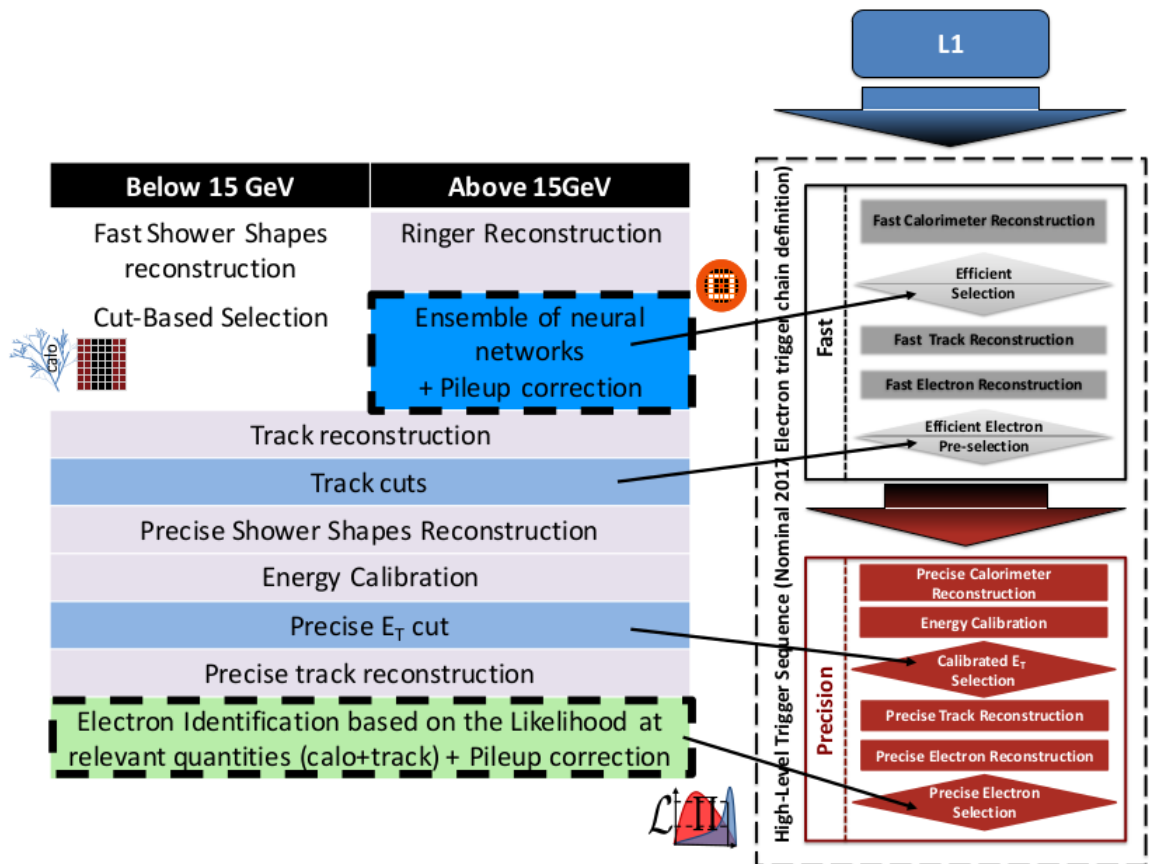 L1
Below 15 GeV
Above 15GeV
Fast Shower Shapes
reconstruction
Ringer Reconstruction
Cut-Based Selection
Ensemble of neural
networks
+ Pileup correction
calo
Track reconstruction
Track cuts
Precise Shower Shapes Reconstruction
Energy Calibration
Precise E_T cut
Precise track reconstruction
Electron Identification based on the Likelihood at
relevant quantities (calo+track) + Pileup correction
ℒ
Π
High-Level Trigger Sequence (Nominal 2017 Electron trigger chain definition)
Fast
Fast Calorimeter Reconstruction
Efficient
Selection
Fast Track Reconstruction
Fast Electron Reconstruction
Efficient Electron
Pre-selection
Precision
Precise Calorimeter
Reconstruction
Energy Calibration
Calibrated E_T
Selection
Precise Track Reconstruction
Precise Electron Reconstruction
Precise Electron
Selection